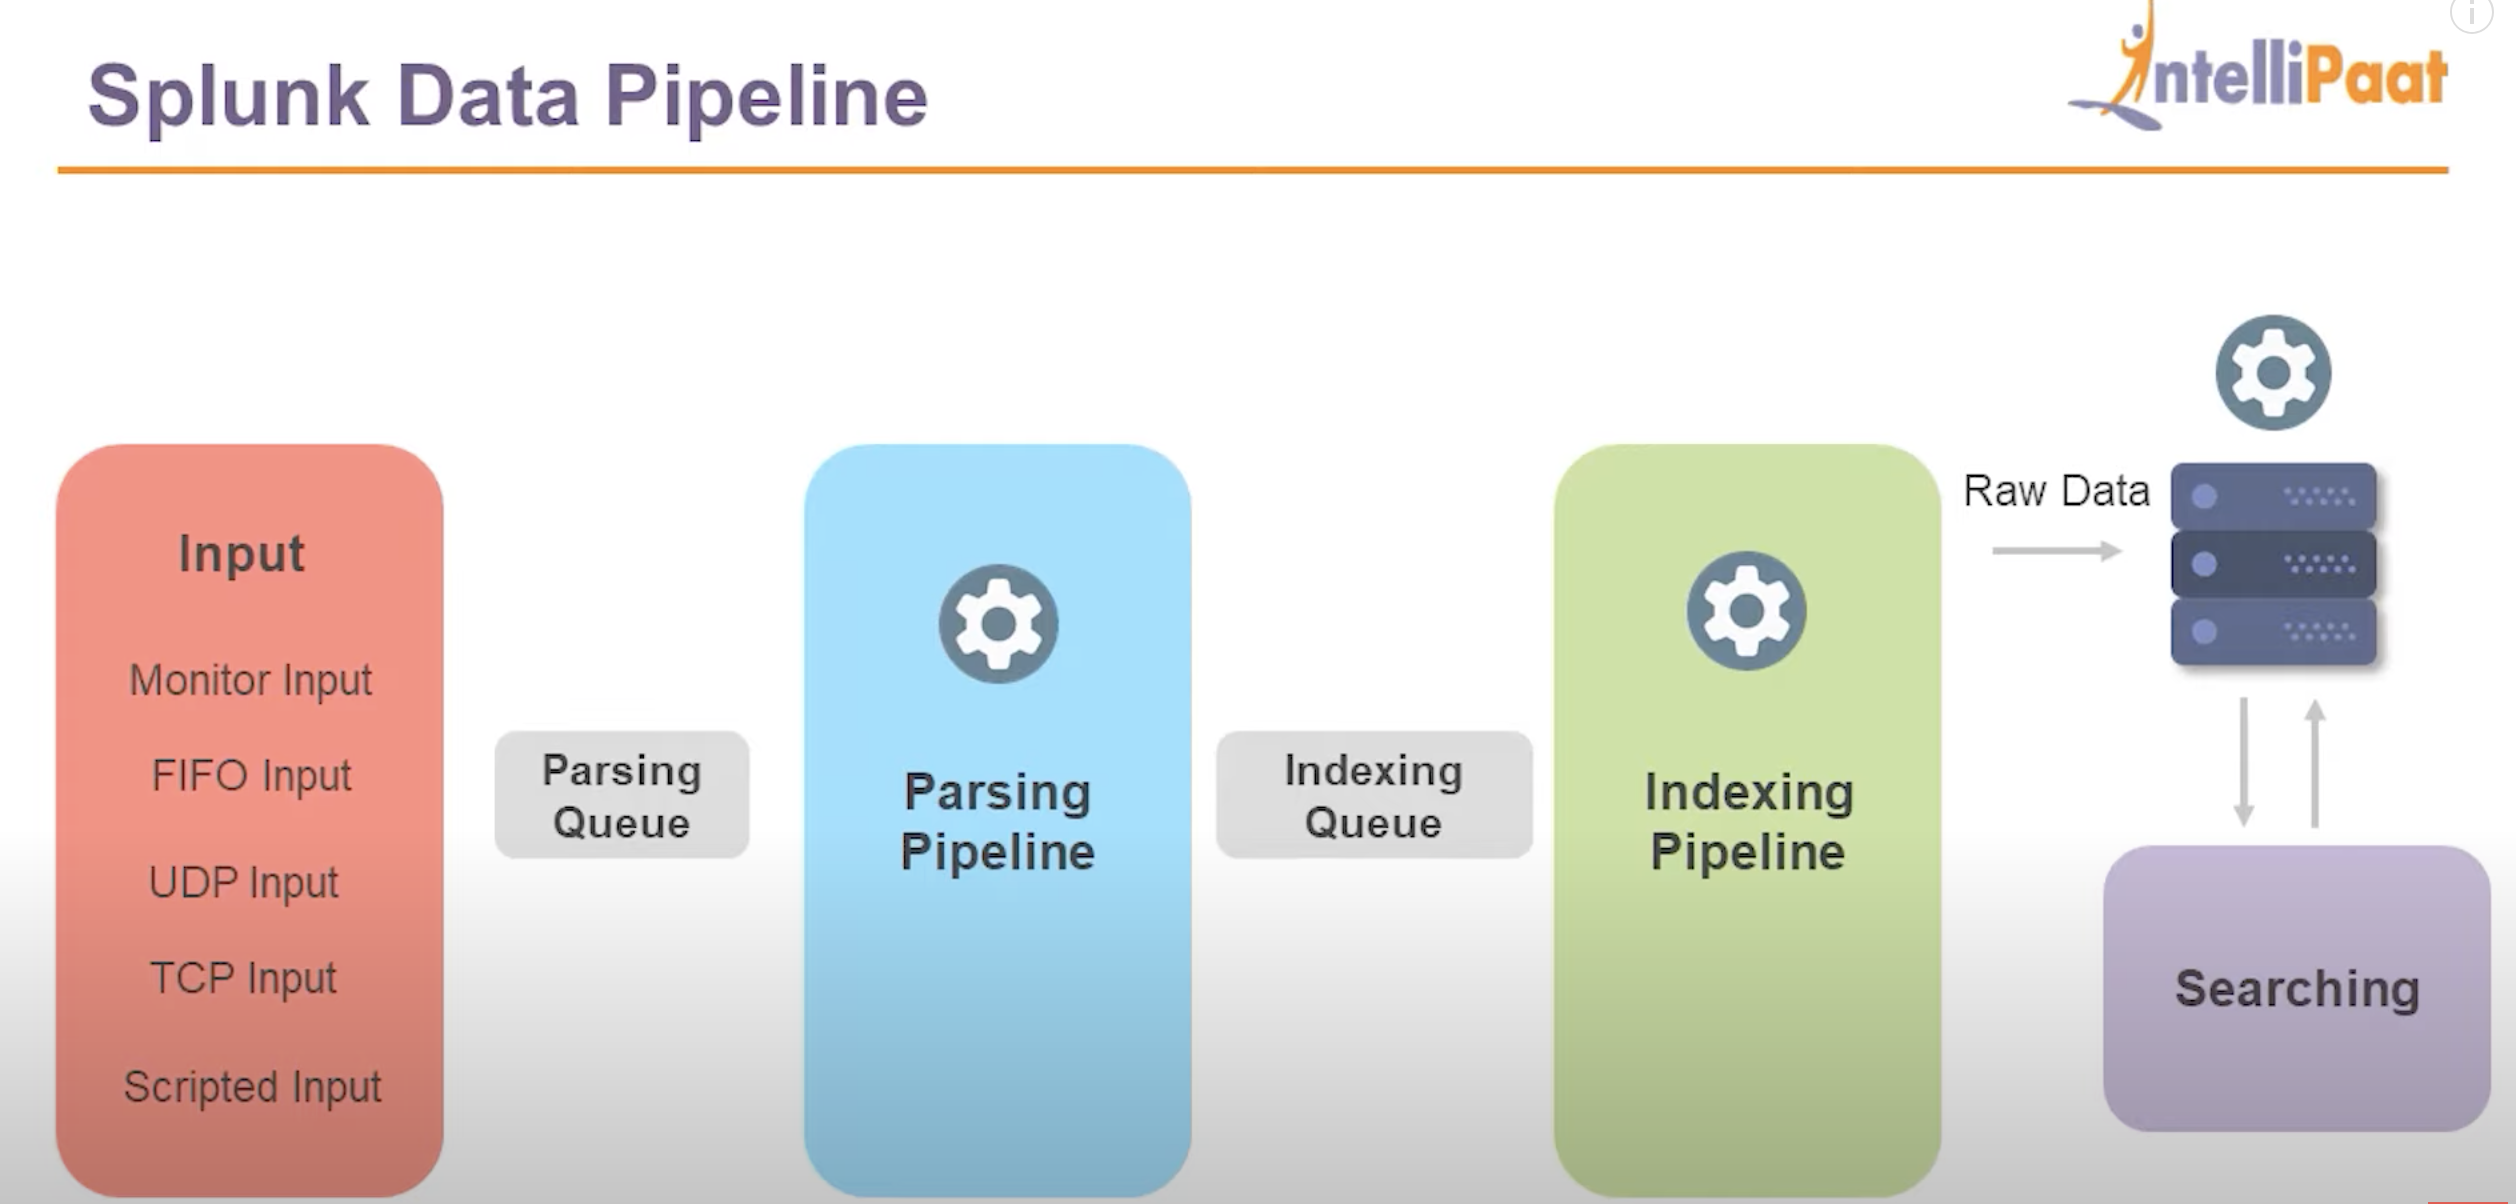 Splunk Data Pipeline
IntelliPaat
Input
Monitor Input
FIFO Input
UDP Input
TCP Input
Scripted Input
Parsing
Queue
Parsing
Pipeline
Indexing
Queue
Indexing
Pipeline
Raw Data
Searching